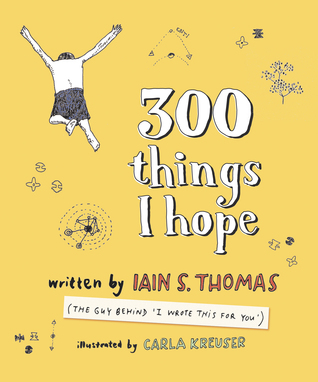 300
things
I hope
written by IAIN S. THOMAS
(THE GUY BEHIND 'I WROTE THIS FOR YOU')
illustrated by CARLA KREUSER